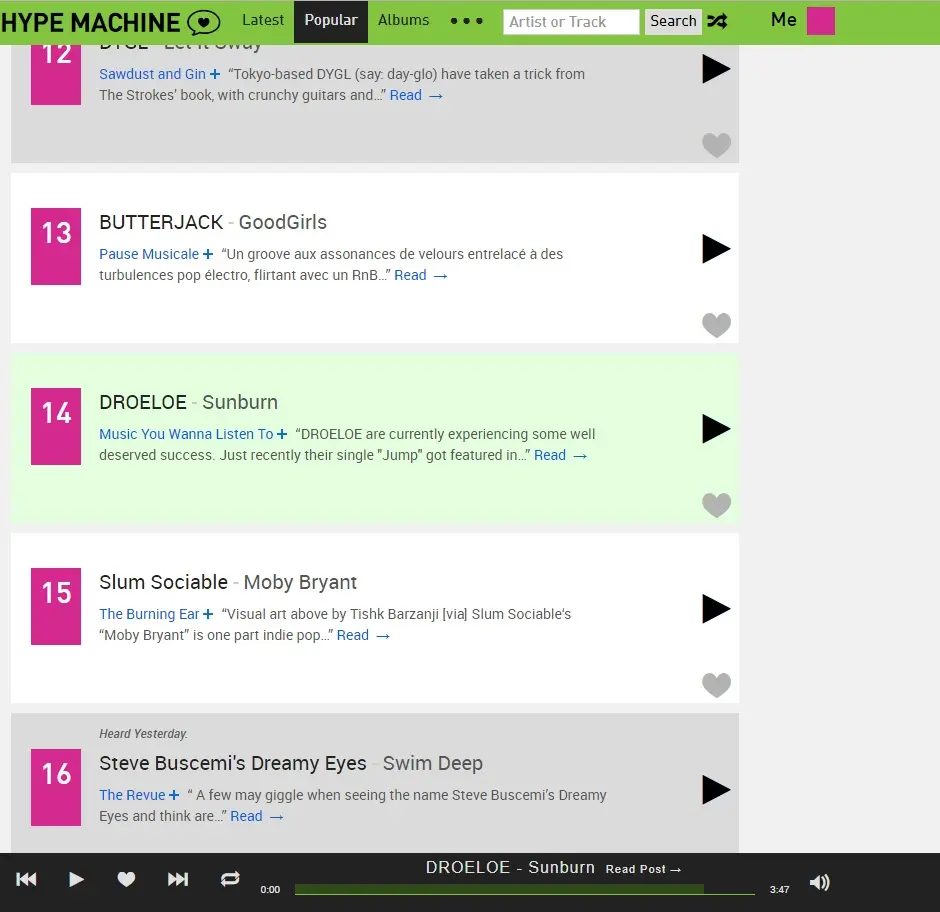 HYPE MACHINE Latest Popular Albums ••• Artist or Track Search Me
12 DYGL - Let It Sway
Sawdust and Gin + “Tokyo-based DYGL (say: day-glo) have taken a trick from
The Strokes’ book, with crunchy guitars and...” Read →
13 BUTTERJACK - GoodGirls
Pause Musicale + “Un groove aux assonances de velours entrelacé à des
turbulences pop électro, flirtant avec un RnB...” Read →
14 DROELOE - Sunburn
Music You Wanna Listen To + “DROELOE are currently experiencing some well
deserved success. Just recently their single "Jump" got featured in...” Read →
15 Slum Sociable - Moby Bryant
The Burning Ear + “Visual art above by Tishk Barzanji [via] Slum Sociable's
“Moby Bryant” is one part indie pop...” Read →
Heard Yesterday.
16 Steve Buscemi's Dreamy Eyes - Swim Deep
The Revue + “ A few may giggle when seeing the name Steve Buscemi’s Dreamy
Eyes and think are...” Read →
DROELOE - Sunburn Read Post →
0:00 3:47